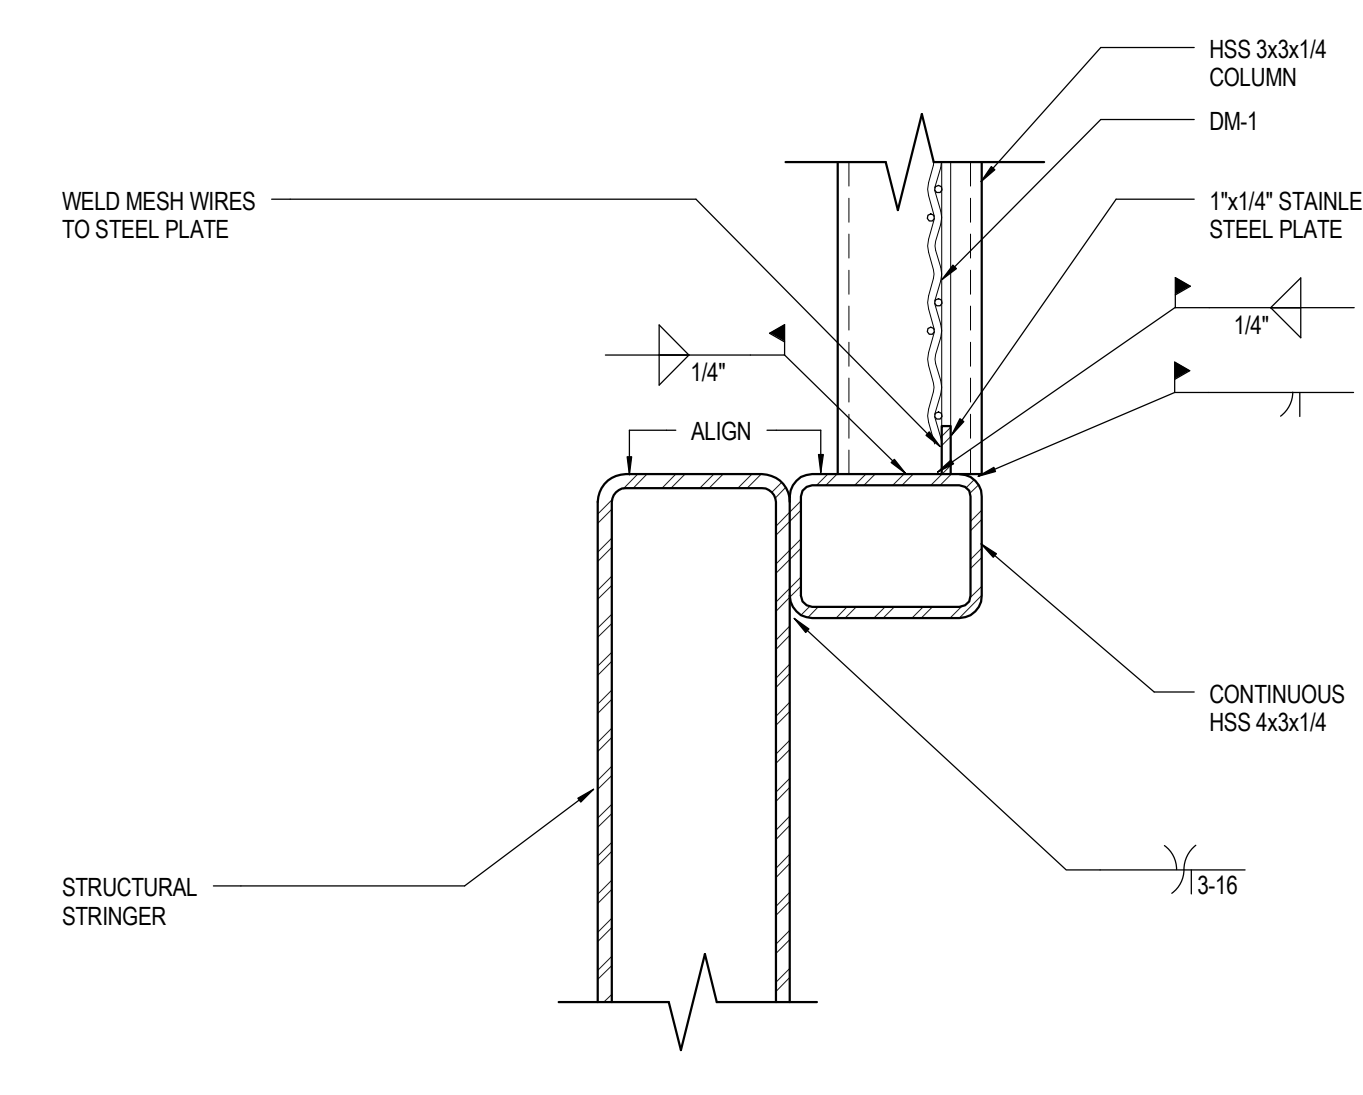 HSS 3x3x1/4
COLUMN
DM-1
WELD MESH WIRES
TO STEEL PLATE
1"x1/4" STAINLE
STEEL PLATE
1/4"
1/4"
ALIGN
CONTINUOUS
HSS 4x3x1/4
STRUCTURAL
STRINGER
3-16